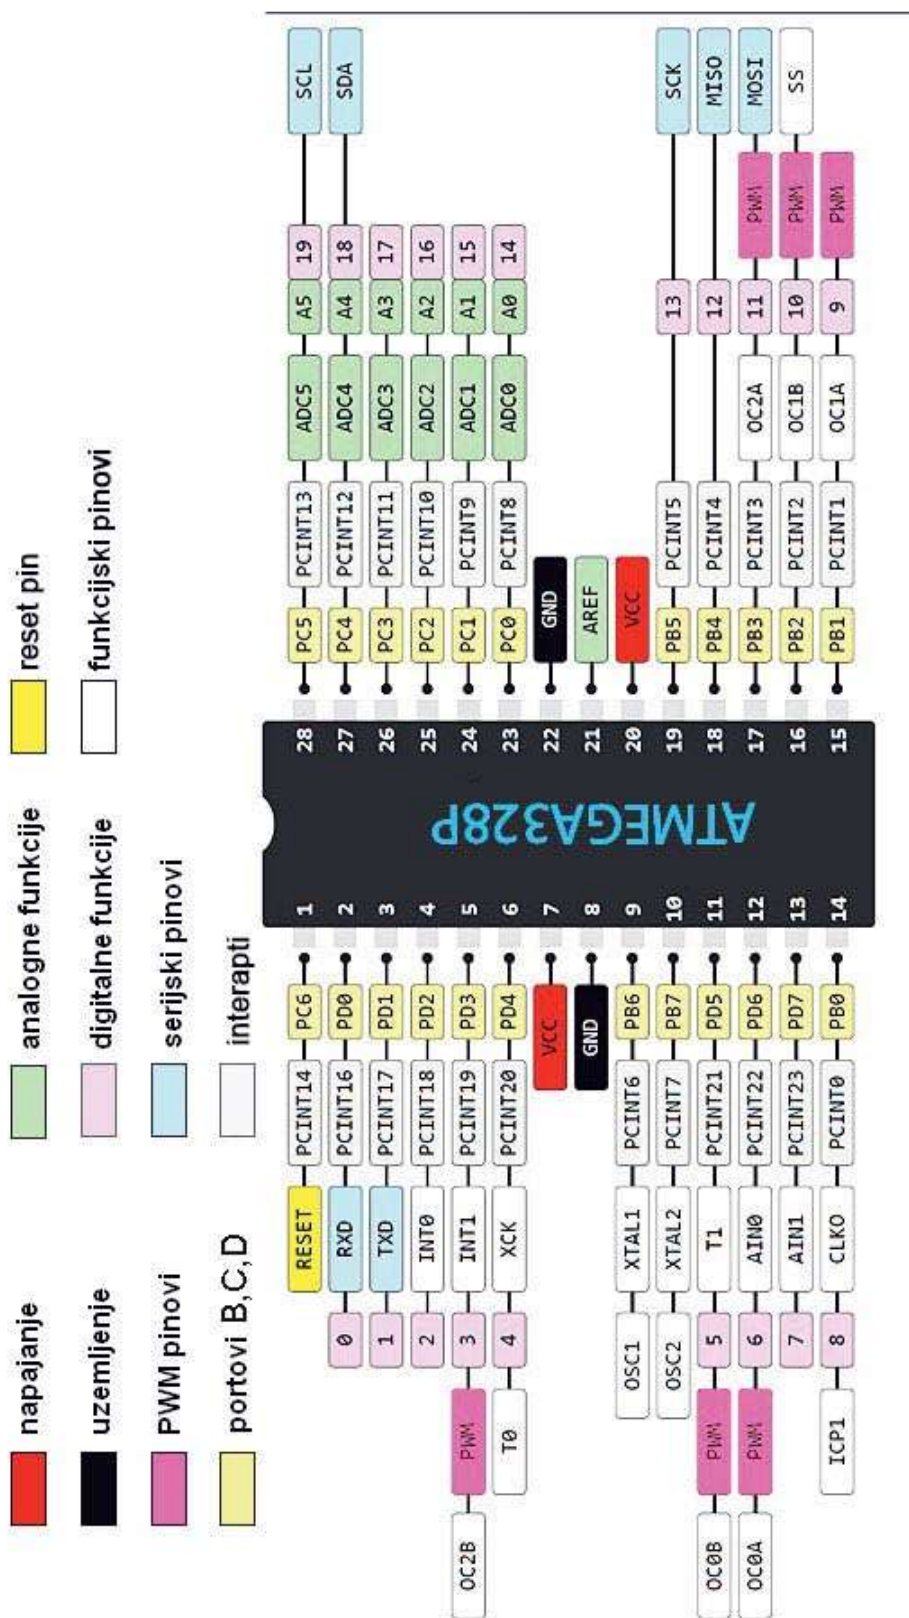 napajanje analogne funkcije reset pin
uzemljenje digitalne funkcije funkcijski pinovi
PWM pinovi serijski pinovi
portovi B,C,D interapti
RESET PCINT14 PC6 1 28 PC5 PCINT13 ADC5 A5 19 SCL
0 RXD PCINT16 PD0 2 27 PC4 PCINT12 ADC4 A4 18 SDA
1 TXD PCINT17 PD1 3 26 PC3 PCINT11 ADC3 A3 17
2 INT0 PCINT18 PD2 4 25 PC2 PCINT10 ADC2 A2 16
OC2B PWM 3 INT1 PCINT19 PD3 5 24 PC1 PCINT9 ADC1 A1 15
T0 4 XCK PCINT20 PD4 6 23 PC0 PCINT8 ADC0 A0 14
VCC 7 22 GND
GND 8 21 AREF
OSC1 XTAL1 PCINT6 PB6 9 20 VCC
OSC2 XTAL2 PCINT7 PB7 10 19 PB5 PCINT5 13 SCK
OC0B PWM 5 T1 PCINT21 PD5 11 18 PB4 PCINT4 12 MISO
OC0A PWM 6 AIN0 PCINT22 PD6 12 17 PB3 PCINT3 OC2A 11 PWM MOSI
7 AIN1 PCINT23 PD7 13 16 PB2 PCINT2 OC1B 10 PWM SS
ICP1 8 CLKO PCINT0 PB0 14 15 PB1 PCINT1 OC1A 9 PWM
ATMEGA328P